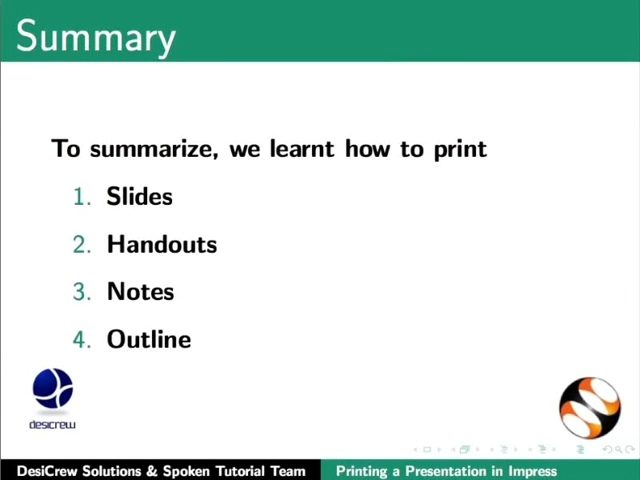 Summary
To summarize, we learnt how to print
1. Slides
2. Handouts
3. Notes
4. Outline
desicrew
DesiCrew Solutions & Spoken Tutorial Team Printing a Presentation in Impress